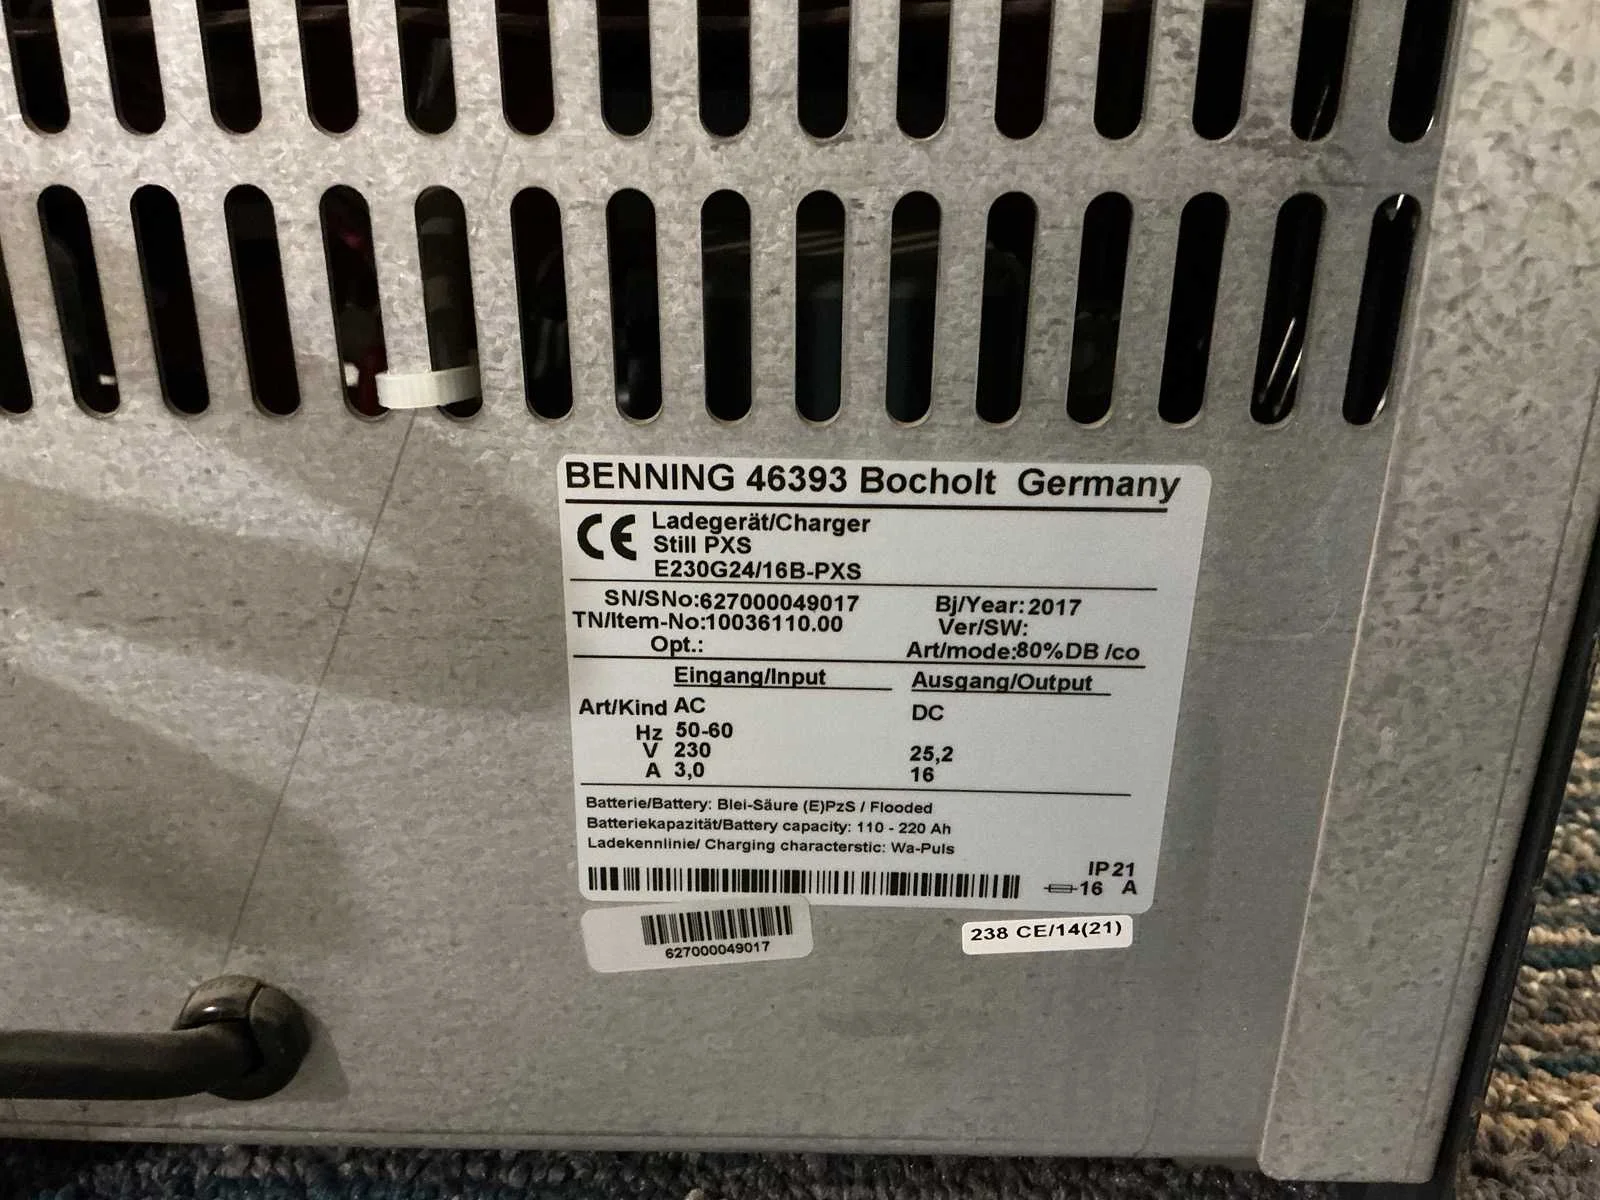 BENNING 46393 Bocholt Germany
CE Ladegerät/Charger
Still PXS
E230G24/16B-PXS
SN/SNo:627000049017 Bj/Year:2017
TN/Item-No:10036110.00 Ver/SW:
Opt.: Art/mode:80%DB /co
Eingang/Input Ausgang/Output
Art/Kind AC DC
Hz 50-60
V 230 25,2
A 3,0 16
Batterie/Battery: Blei-Säure (E)PzS / Flooded
Batteriekapazität/Battery capacity: 110 - 220 Ah
Ladekennlinie/ Charging characterstic: Wa-Puls
IP21
16 A
627000049017
238 CE/14(21)